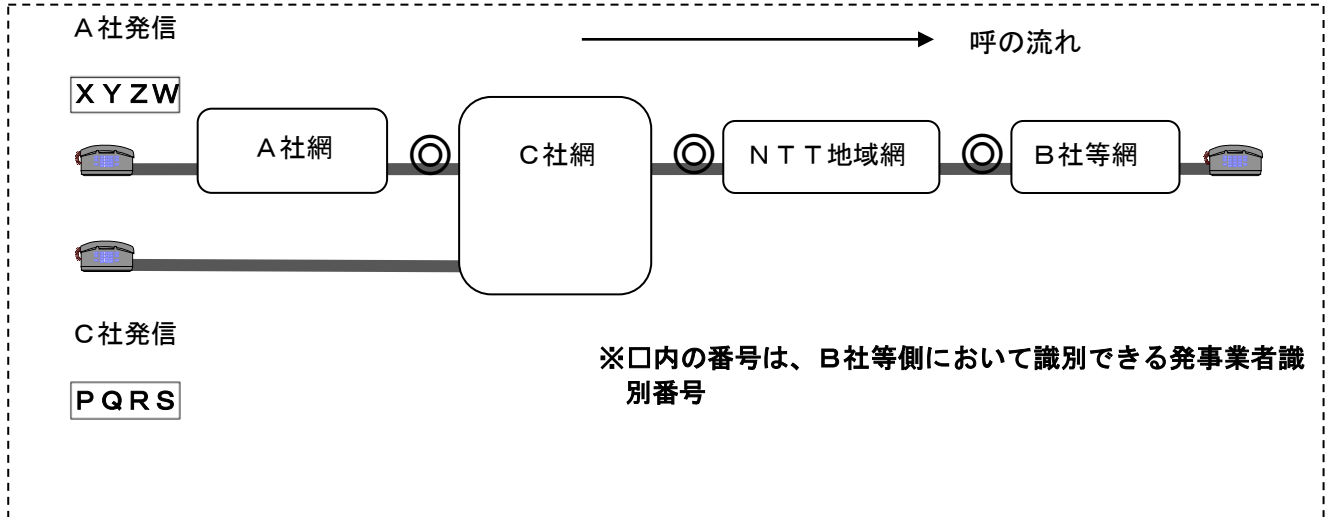 A社発信
呼の流れ
XYZW
A社網
C社網
NTT地域網
B社等網
C社発信
※□内の番号は、B社等側において識別できる発事業者識
別番号
PQRS